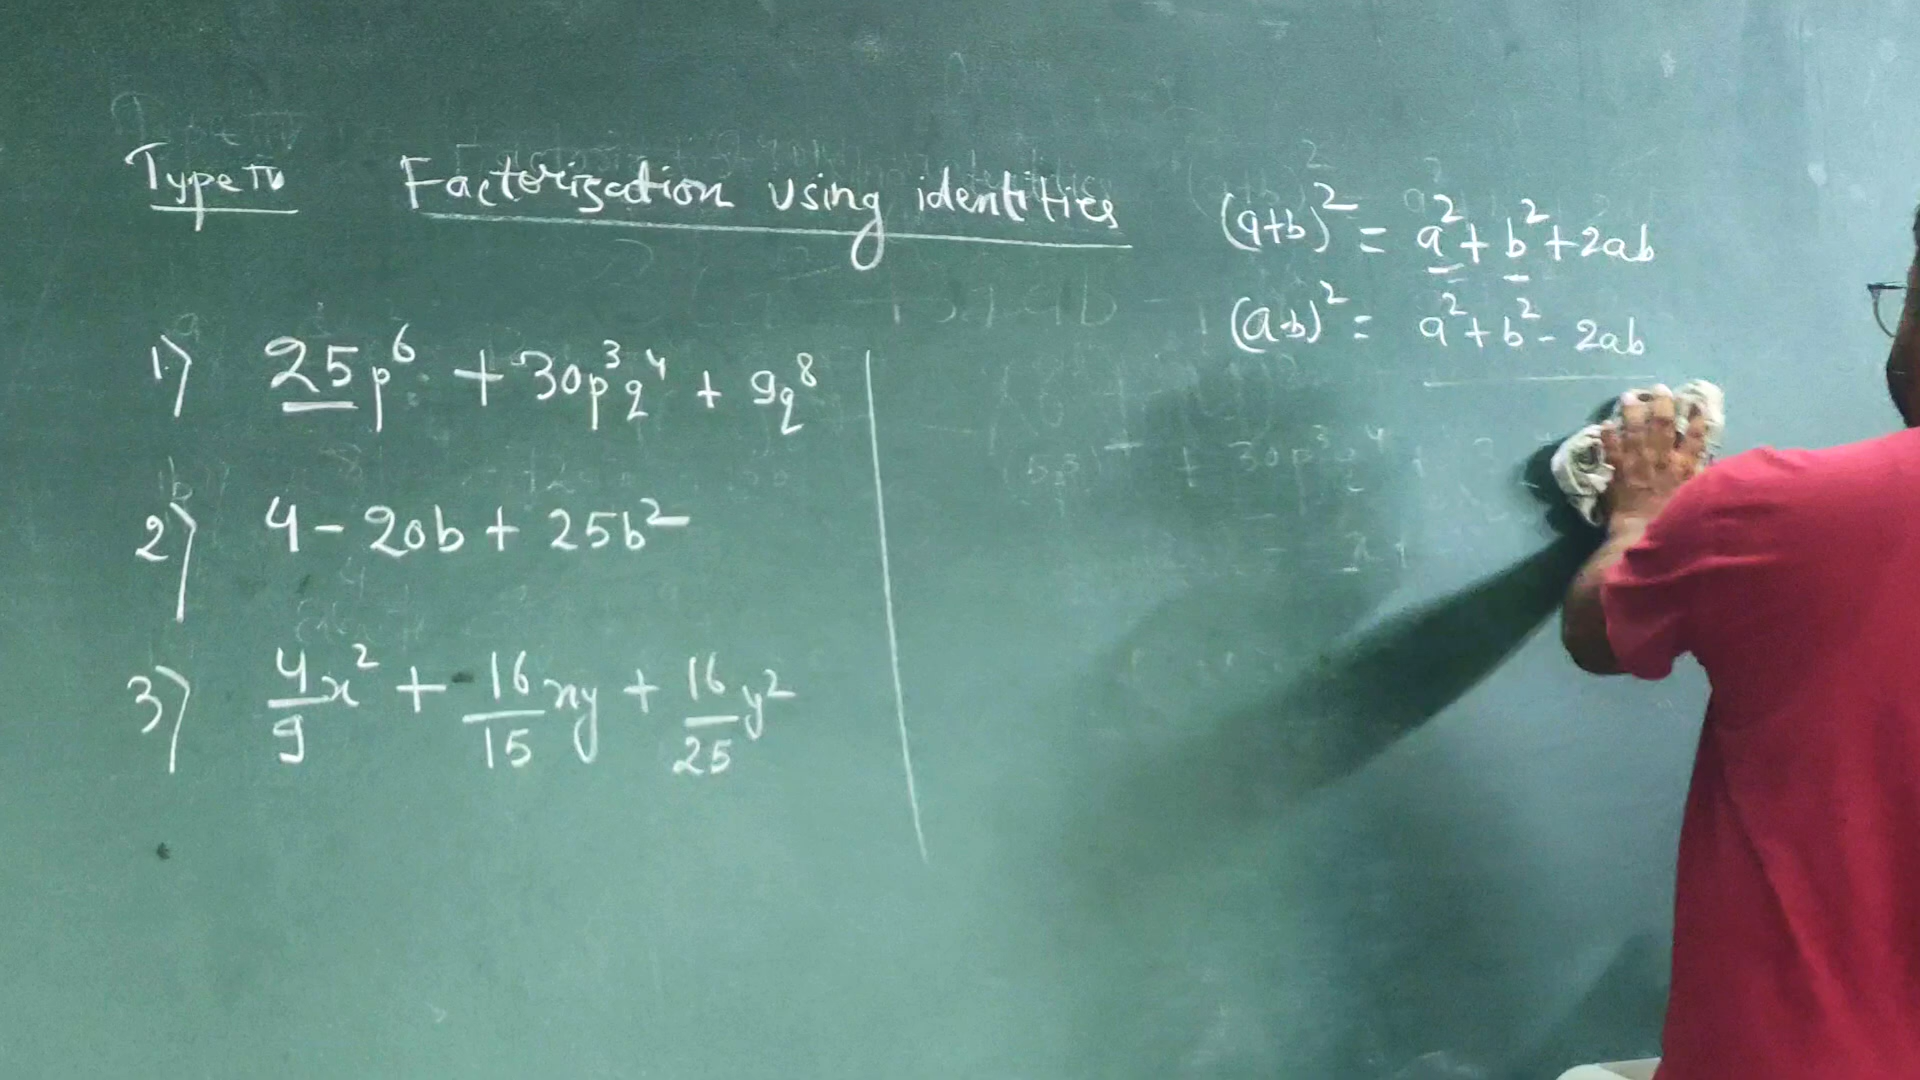 Type IV Factorization using identities
(a+b)² = a² + b² + 2ab
(a-b)² = a² + b² - 2ab
1) 25p⁶ + 30p³q⁴ + 9q⁸
2) 4 - 20b + 25b²
3) 4/9 x² + 16/15 xy + 16/25 y²